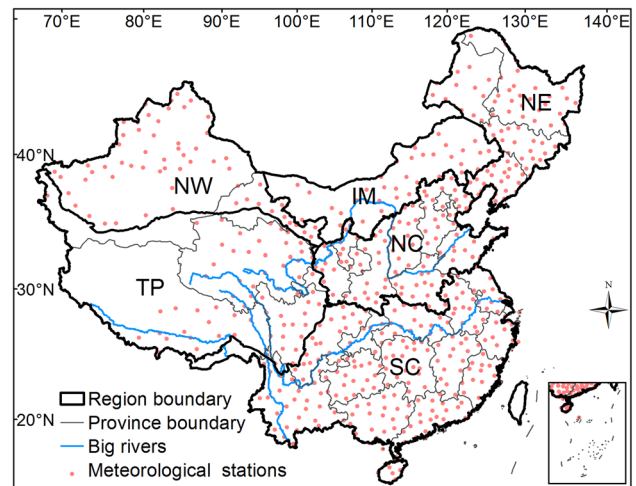 70°E 80°E 90°E 100°E 110°E 120°E 130°E 140°E
NE
40°N
NW
IM
NC
30°N
TP
N
SC
Region boundary
Province boundary
20°N
Big rivers
Meteorological stations